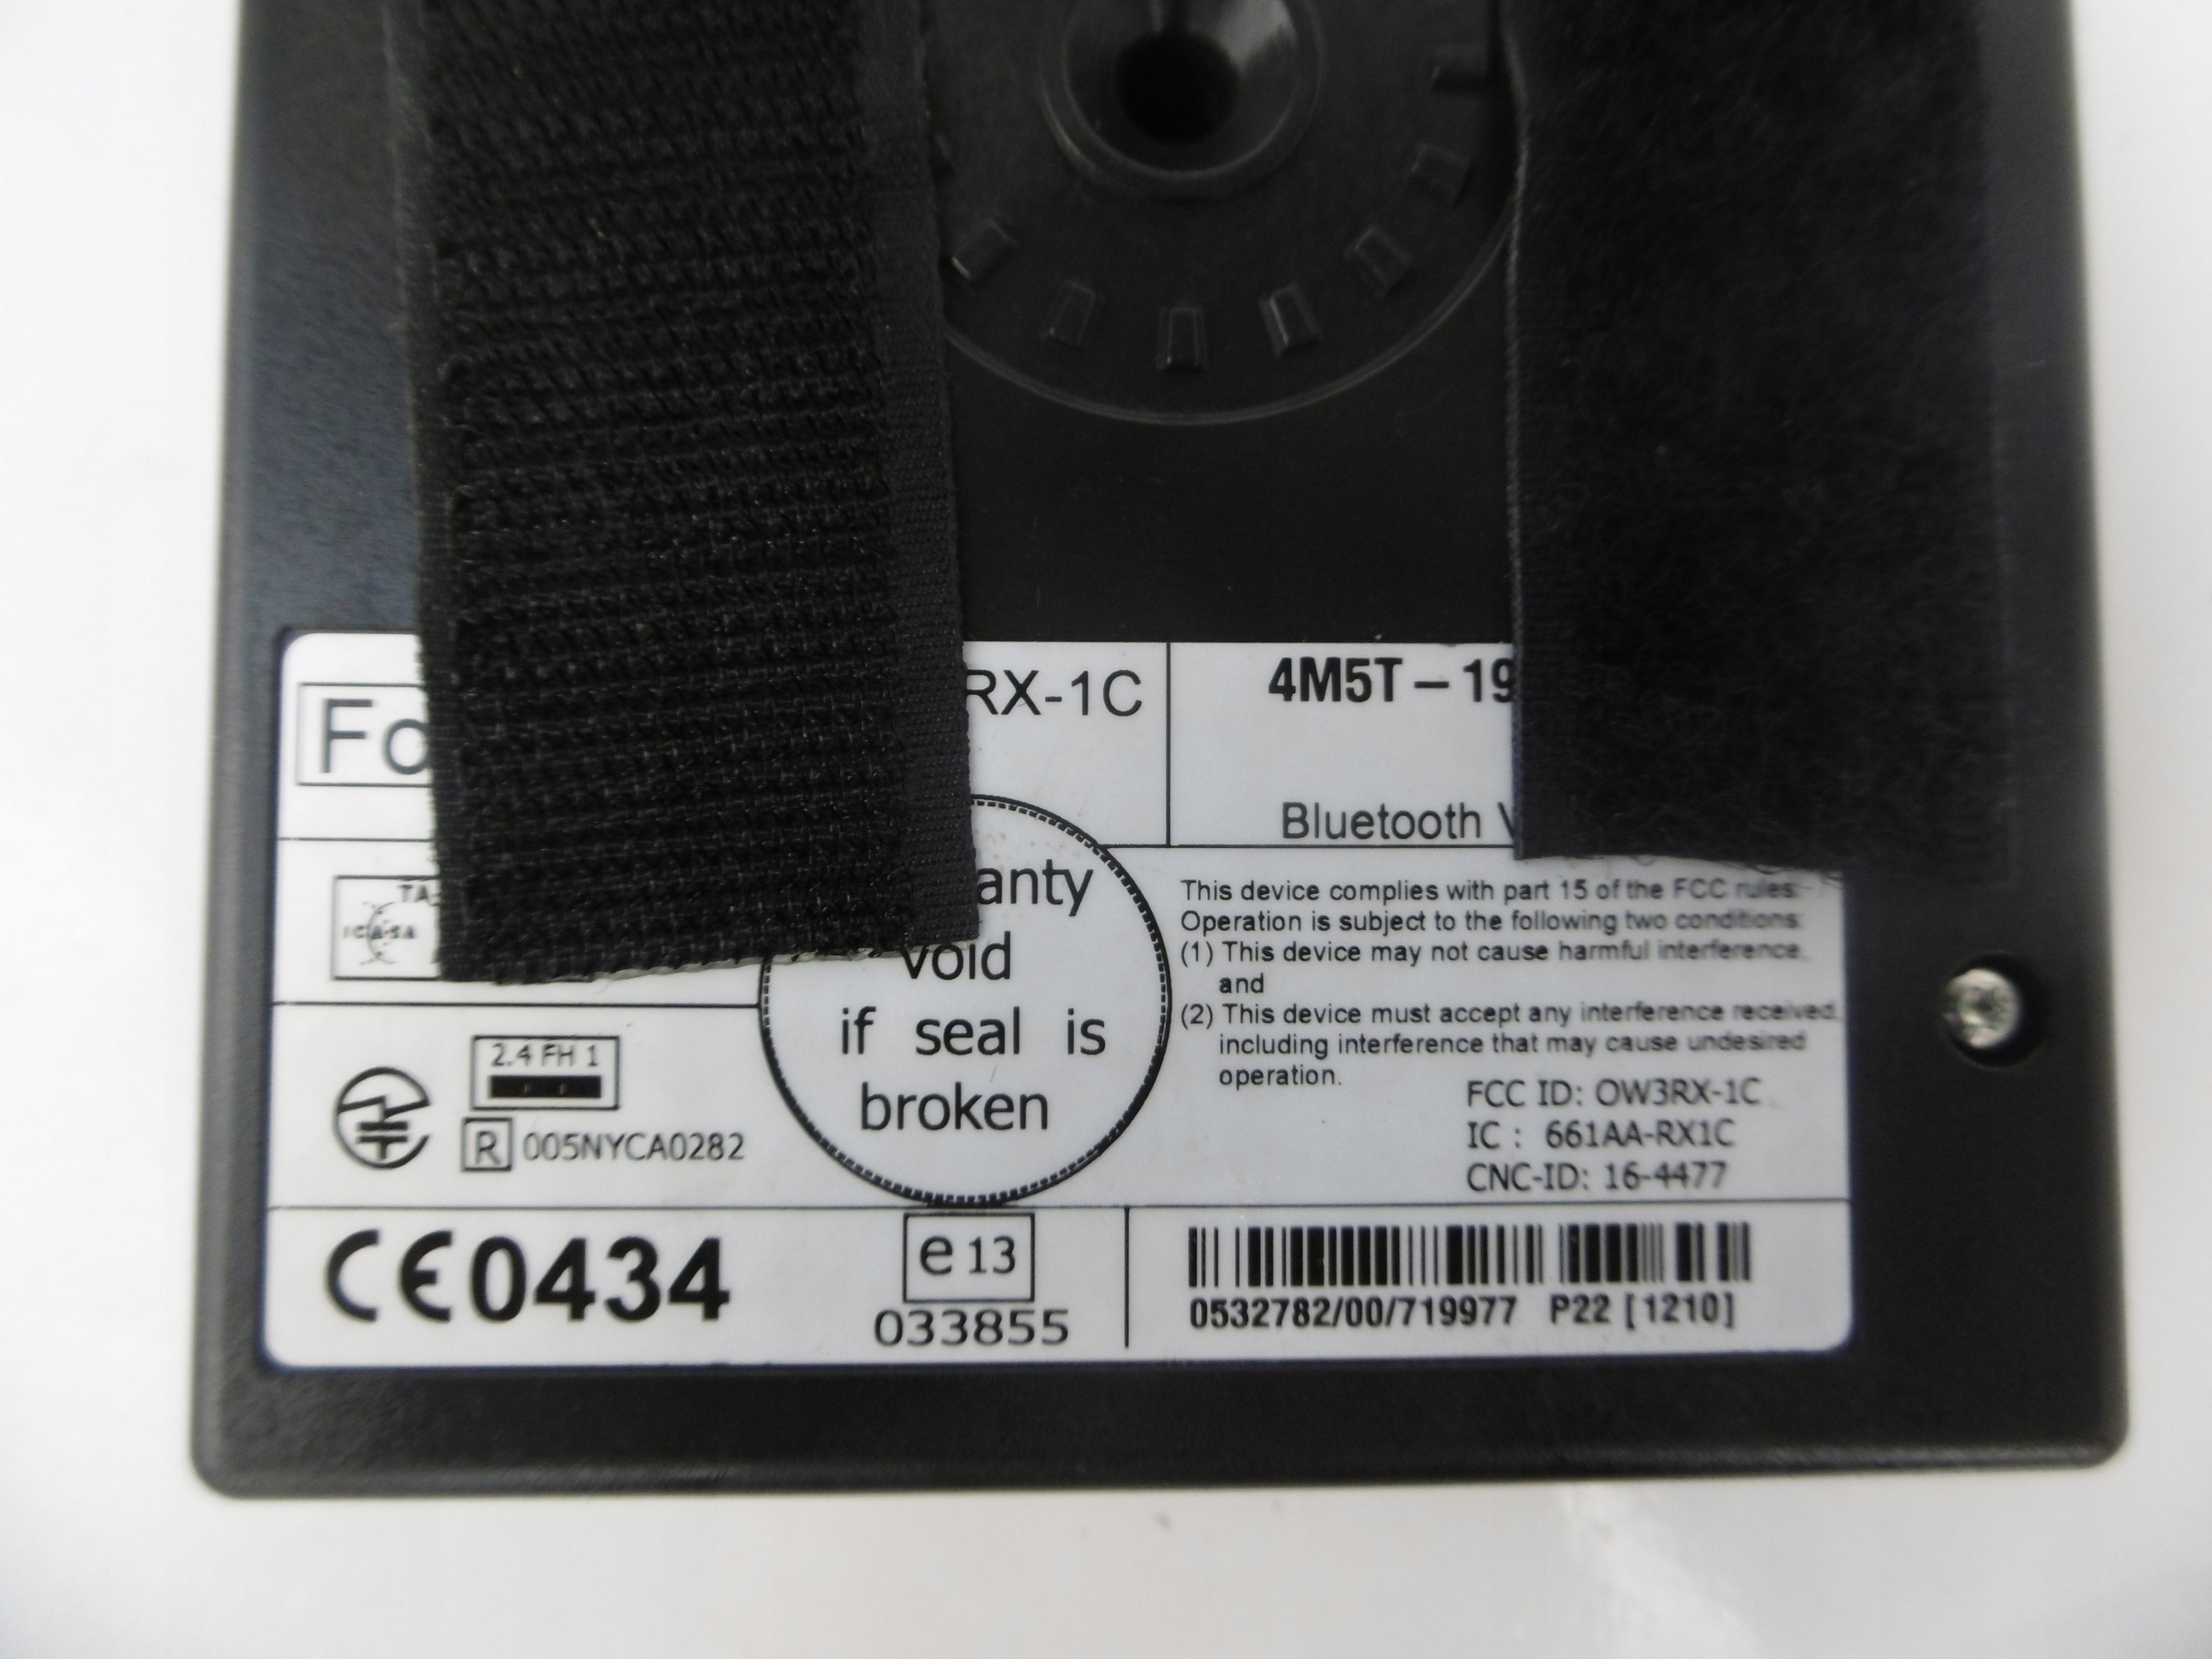 RX-1C
4M5T-19
Bluetooth
ICASA
void
if seal is
broken
This device complies with part 15 of the FCC rules.
Operation is subject to the following two conditions:
(1) This device may not cause harmful interference,
and
(2) This device must accept any interference received,
including interference that may cause undesired
operation.
FCC ID: OW3RX-1C
IC : 661AA-RX1C
CNC-ID: 16-4477
2.4 FH 1
R 005NYCA0282
CE0434
e13
033855
0532782/00/719977 P22 [1210]